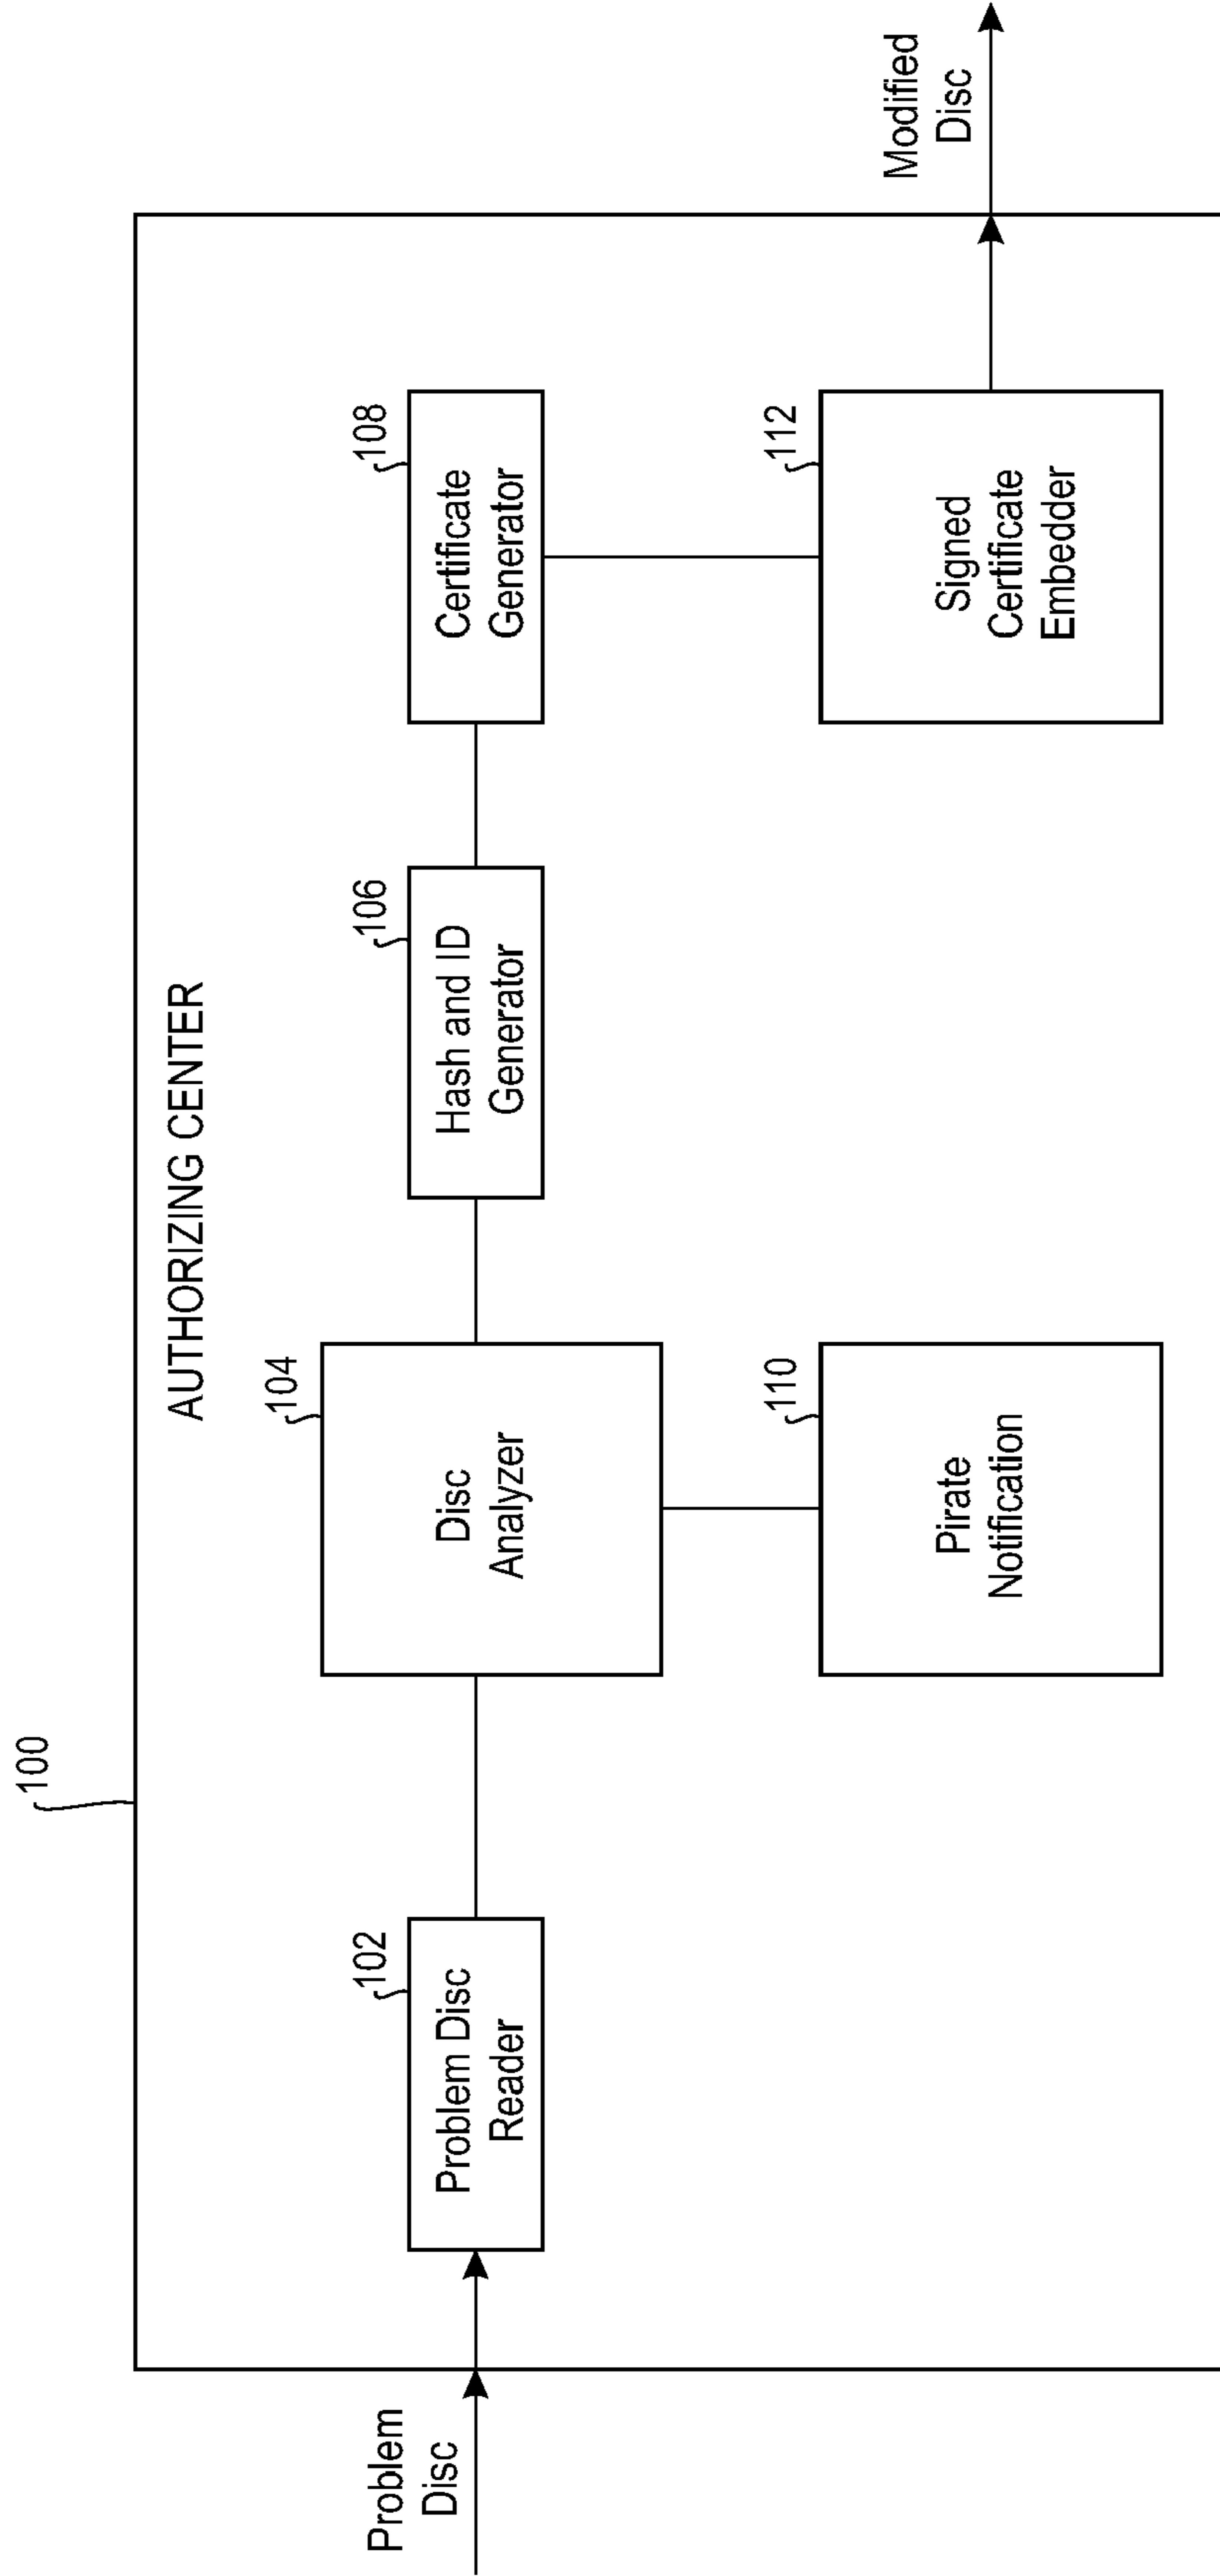 100
AUTHORIZING CENTER
Problem
Disc
102
Problem Disc
Reader
104
Disc
Analyzer
106
Hash and ID
Generator
108
Certificate
Generator
110
Pirate
Notification
112
Signed
Certificate
Embedder
Modified
Disc